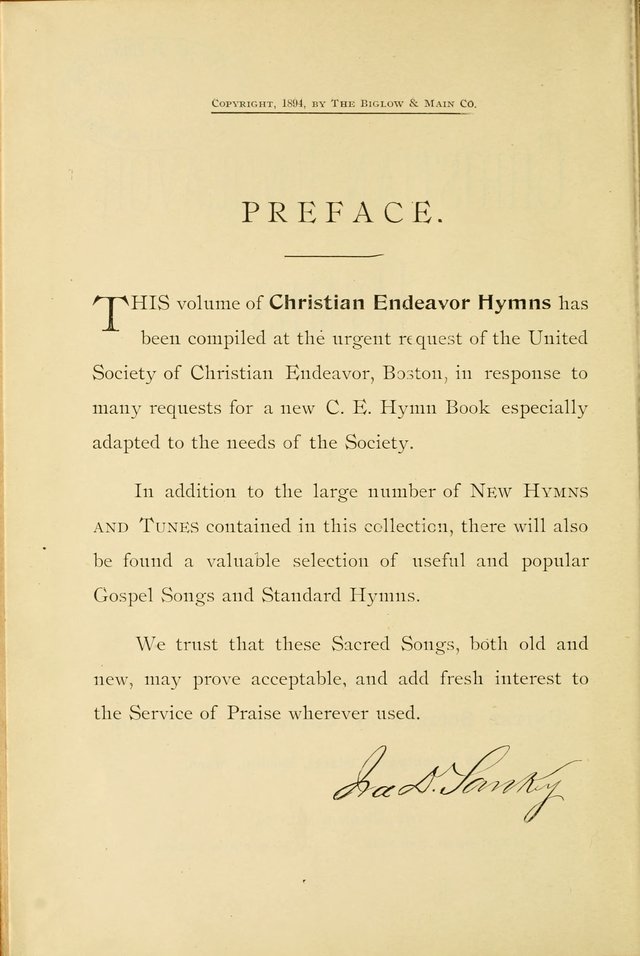 COPYRIGHT, 1894, BY THE BIGLOW & MAIN CO.
PREFACE.
THIS volume of Christian Endeavor Hymns has
been compiled at the urgent request of the United
Society of Christian Endeavor, Boston, in response to
many requests for a new C. E. Hymn Book especially
adapted to the needs of the Society.
In addition to the large number of NEW HYMNS
AND TUNES contained in this collection, there will also
be found a valuable selection of useful and popular
Gospel Songs and Standard Hymns.
We trust that these Sacred Songs, both old and
new, may prove acceptable, and add fresh interest to
the Service of Praise wherever used.
Ira D. Sankey